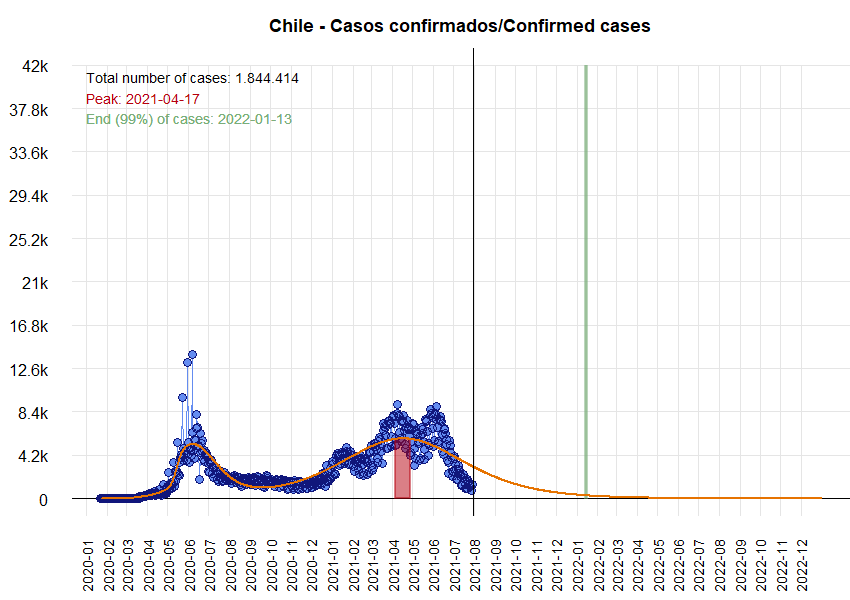 Chile - Casos confirmados/Confirmed cases
42k
Total number of cases: 1.844.414
Peak: 2021-04-17
End (99%) of cases: 2022-01-13
37.8k
33.6k
29.4k
25.2k
21k
16.8k
12.6k
8.4k
4.2k
0
2020-01
2020-02
2020-03
2020-04
2020-05
2020-06
2020-07
2020-08
2020-09
2020-10
2020-11
2020-12
2021-01
2021-02
2021-03
2021-04
2021-05
2021-06
2021-07
2021-08
2021-09
2021-10
2021-11
2021-12
2022-01
2022-02
2022-03
2022-04
2022-05
2022-06
2022-07
2022-08
2022-09
2022-10
2022-11
2022-12